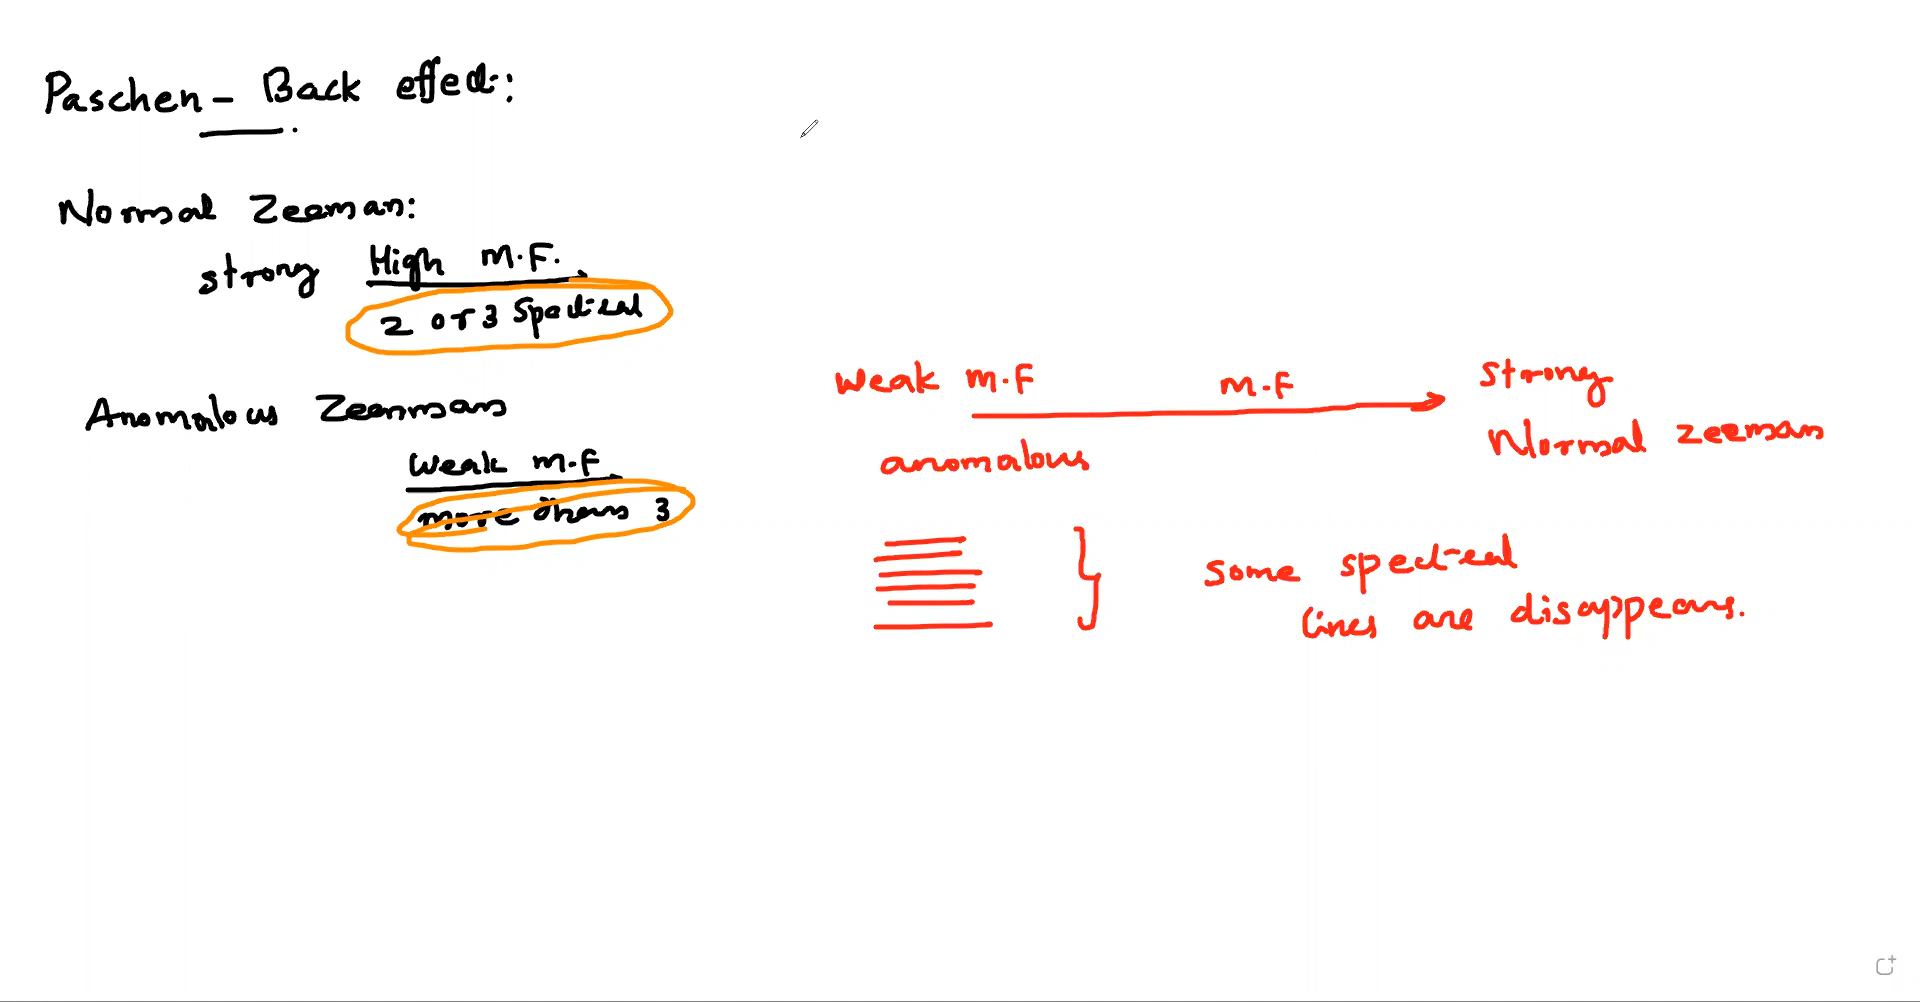 Paschen - Back effect:
Normal Zeeman:
strong High M.F.
2 or 3 Spectral
Anomalous Zeemans
Weak M.F
more than 3
Weak M.F M.F Strong
anomalous Normal Zeeman
Some spectral
lines are disappears.